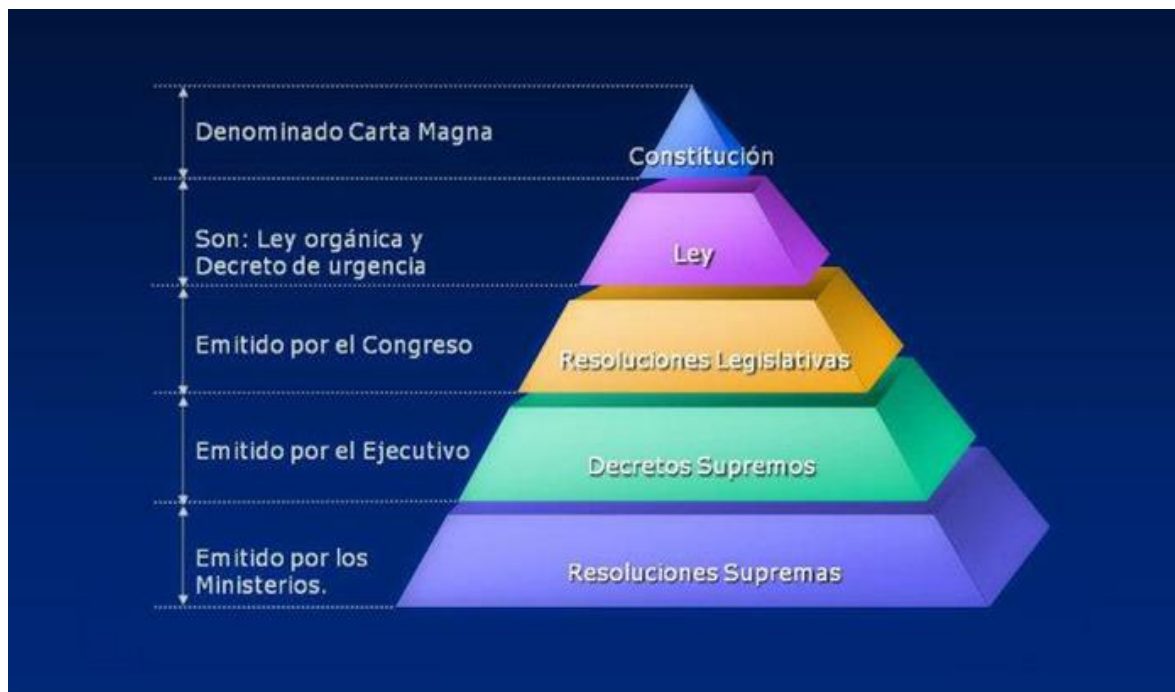 Denominado Carta Magna
Constitución
Son: Ley orgánica y
Decreto de urgencia
Ley
Emitido por el Congreso
Resoluciones Legislativas
Emitido por el Ejecutivo
Decretos Supremos
Emitido por los
Ministerios.
Resoluciones Supremas